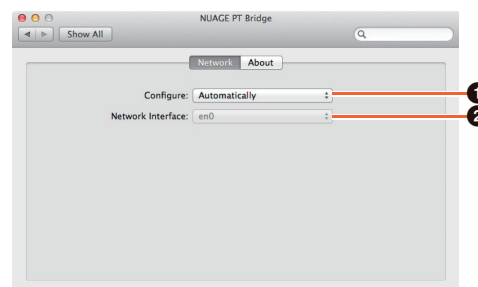 NUAGE PT Bridge
Show All
Network About
Configure: Automatically 1
Network Interface: en0 2